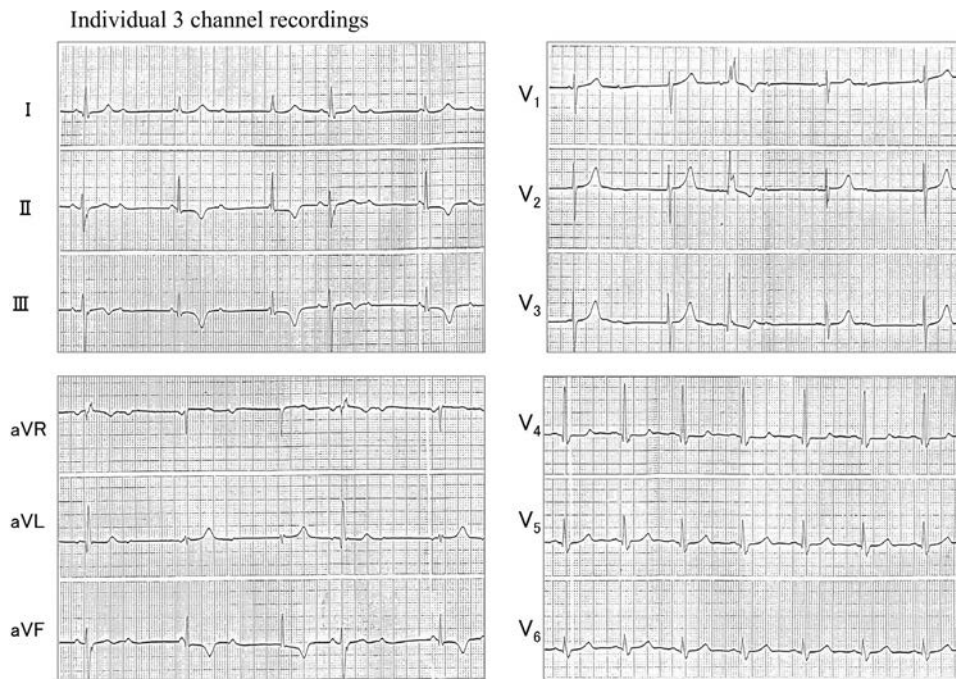 Individual 3 channel recordings
I
II
III
aVR
aVL
aVF
V1
V2
V3
V4
V5
V6